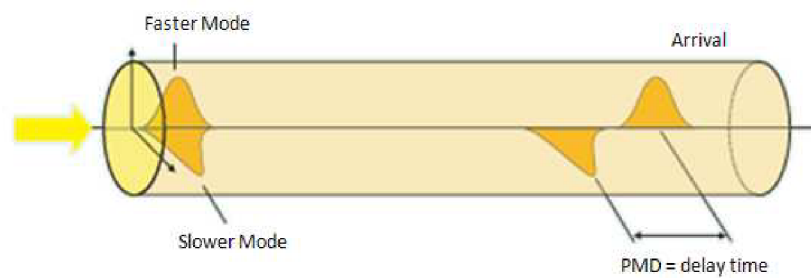 Faster Mode
Arrival
Slower Mode
PMD = delay time